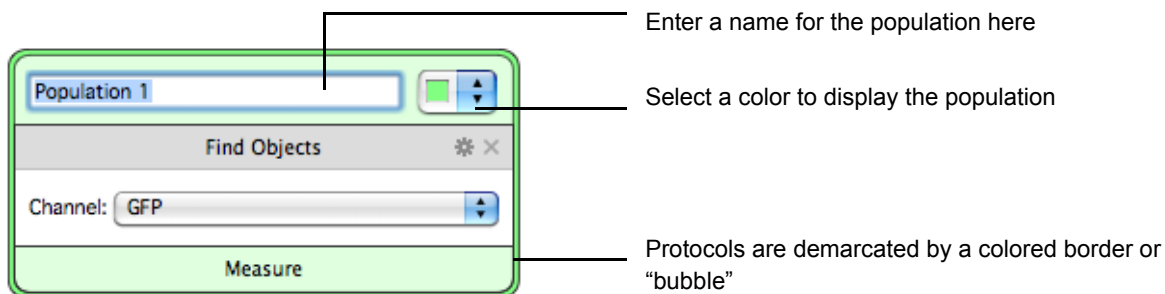 Enter a name for the population here
Population 1
Select a color to display the population
Find Objects
Channel: GFP
Protocols are demarcated by a colored border or
“bubble”
Measure